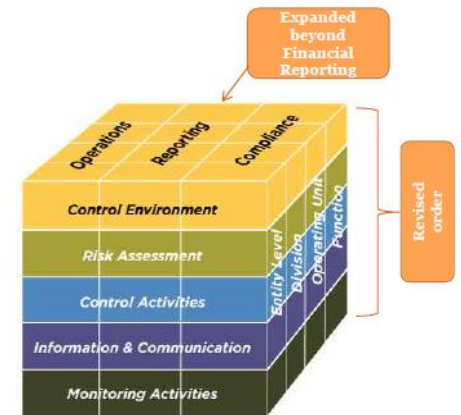 Expanded
beyond
Financial
Reporting
Operations
Reporting
Compliance
Control Environment
Risk Assessment
Control Activities
Information & Communication
Monitoring Activities
Entity Level
Division
Operating Unit
Function
Revised
order